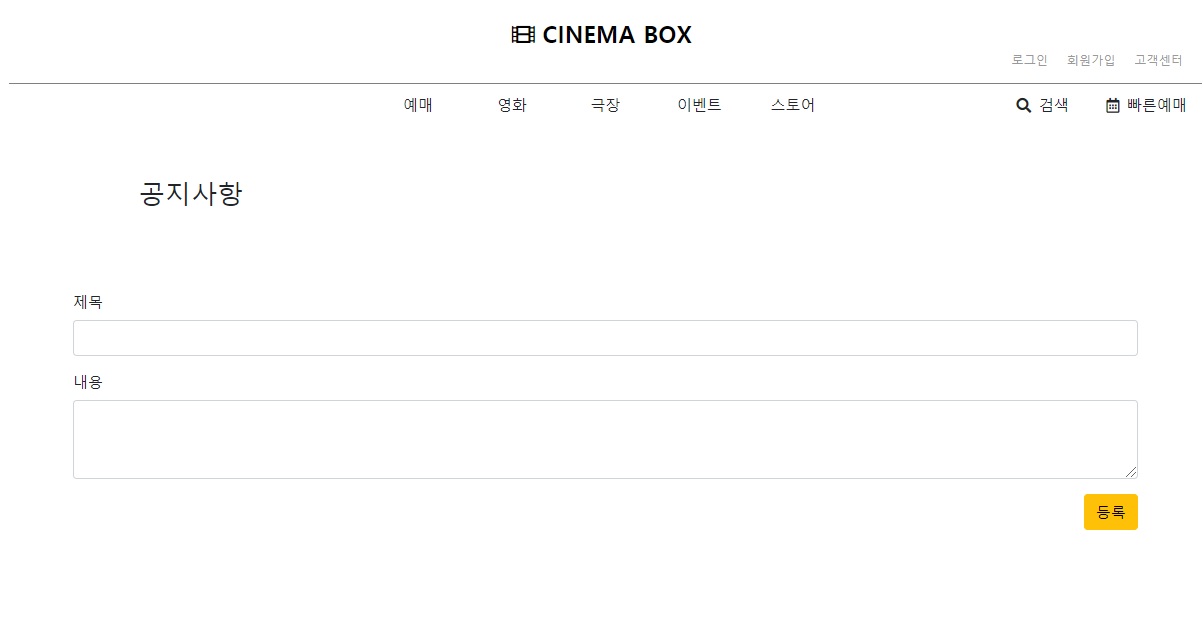 CINEMA BOX
로그인 회원가입 고객센터
예매 영화 극장 이벤트 스토어 검색 빠른예매
공지사항
제목
내용
등록